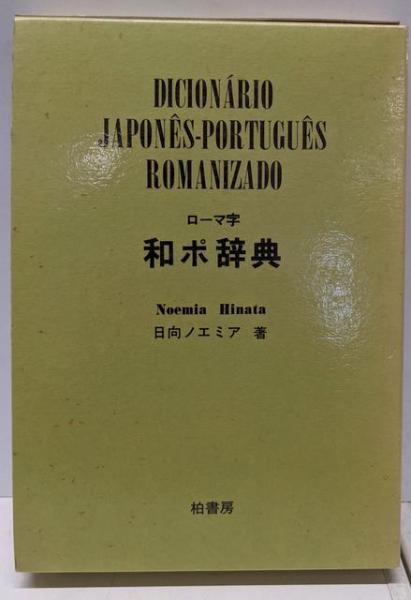 DICIONÁRIO
JAPONÊS-PORTUGUÊS
ROMANIZADO
ローマ字
和ポ辞典
Noemia Hinata
日向ノエミア 著
柏書房